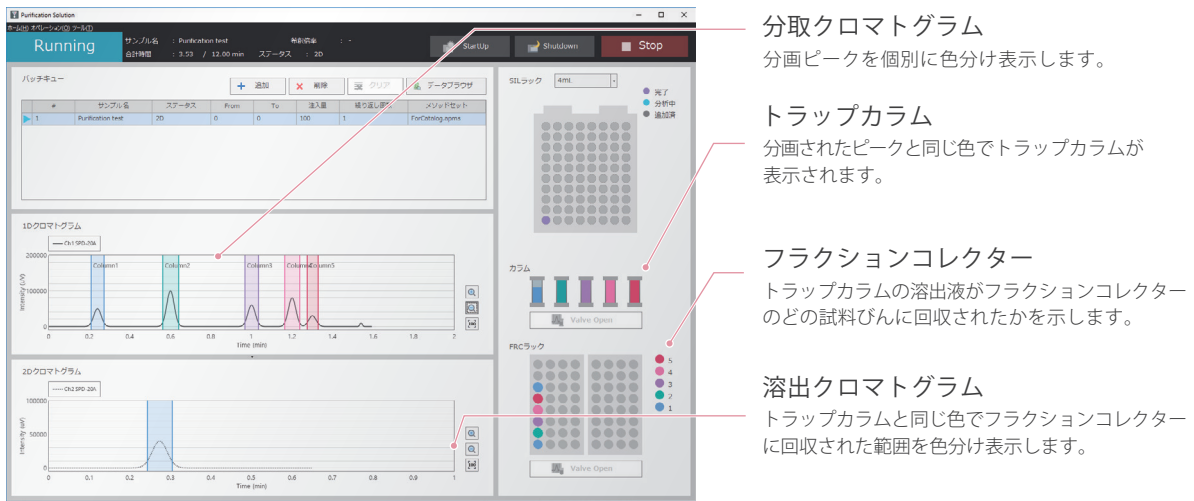 Purification Solution
ホーム(H) オペレーション(O) ツール(T)
Running
サンプル名 : Purification test
希釈倍率 : -
合計時間 : 3.53 / 12.00 min ステータス : 2D
StartUp
Shutdown
Stop
バッチキュー
追加
削除
クリア
データブラウザ
# サンプル名 ステータス From To 注入量 繰り返し回数 メソッドセット
1 Purification test 2D 0 0 100 1 ForCatalog.apms
1Dクロマトグラム
Ch1 SPD-20A
Intensity (μV)
200000
100000
0
Column1 Column2 Column3 Column4 Column5
0 0.2 0.4 0.6 0.8 1 1.2 1.4 1.6 1.8 2
Time (min)
2Dクロマトグラム
Ch2 SPD-20A
Intensity (uV)
100000
50000
0
0 0.1 0.2 0.3 0.4 0.5 0.6 0.7 0.8 0.9 1
Time (min)
SILラック 4mL
完了
分析中
追加済
カラム
Valve Open
FRCラック
5
4
3
2
1
Valve Open
分取クロマトグラム
分画ピークを個別に色分け表示します。
トラップカラム
分画されたピークと同じ色でトラップカラムが
表示されます。
フラクションコレクター
トラップカラムの溶出液がフラクションコレクター
のどの試料びんに回収されたかを示します。
溶出クロマトグラム
トラップカラムと同じ色でフラクションコレクター
に回収された範囲を色分け表示します。